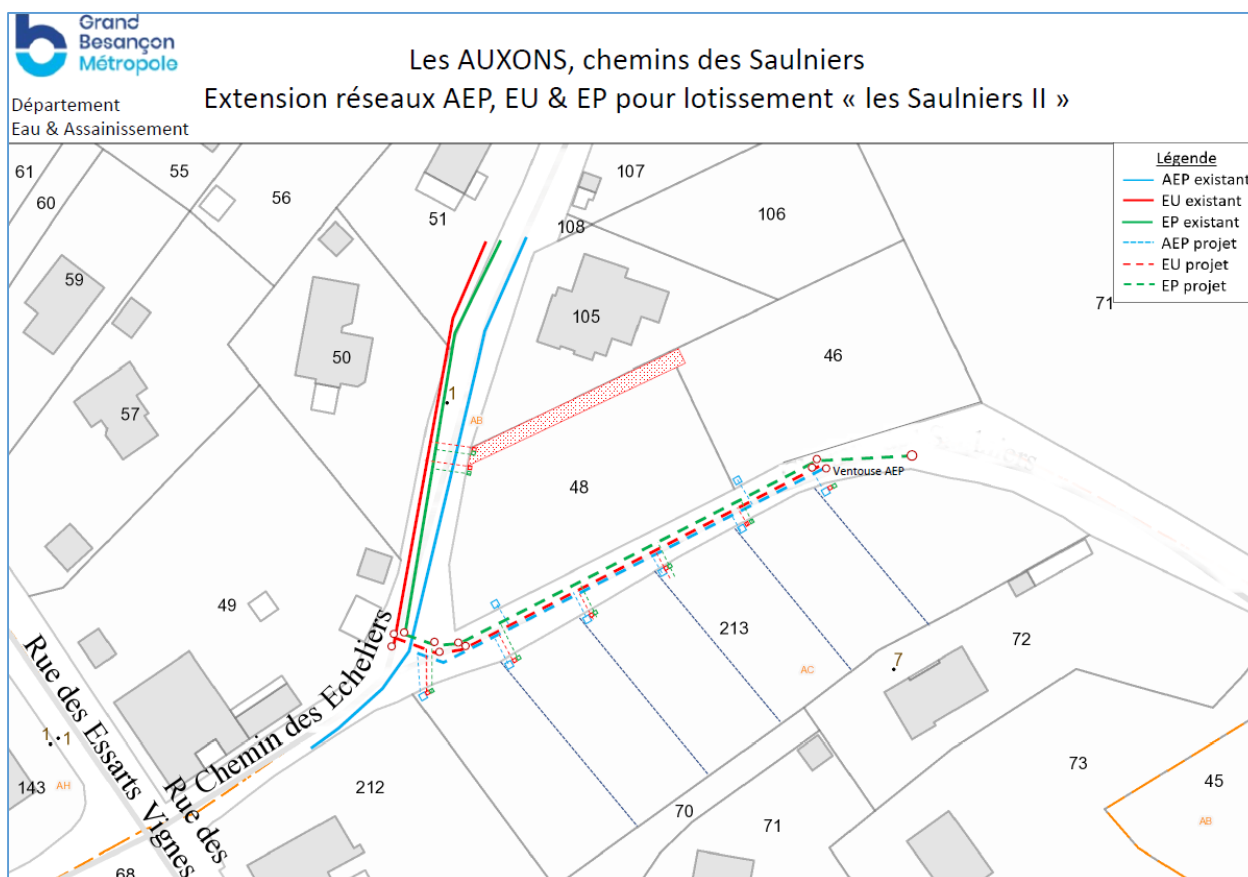 Grand
Besançon
Métropole
Département
Eau & Assainissement
Les AUXONS, chemins des Saulniers
Extension réseaux AEP, EU & EP pour lotissement « les Saulniers II »
Légende
AEP existant
EU existant
EP existant
AEP projet
EU projet
EP projet
61
60
55
56
51
107
108
106
59
50
105
71
46
57
1
AB
48
Ventouse AEP
49
213
72
AC
7
Rue des Essarts
Vignes
Chemin des Echeliers
Rue des
1
1
143
AH
212
70
71
73
45
AB
68